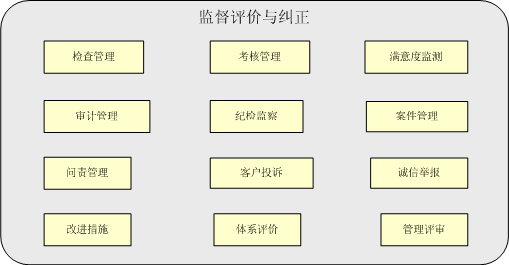 监督评价与纠正
检查管理
考核管理
满意度监测
审计管理
纪检监察
案件管理
问责管理
客户投诉
诚信举报
改进措施
体系评价
管理评审